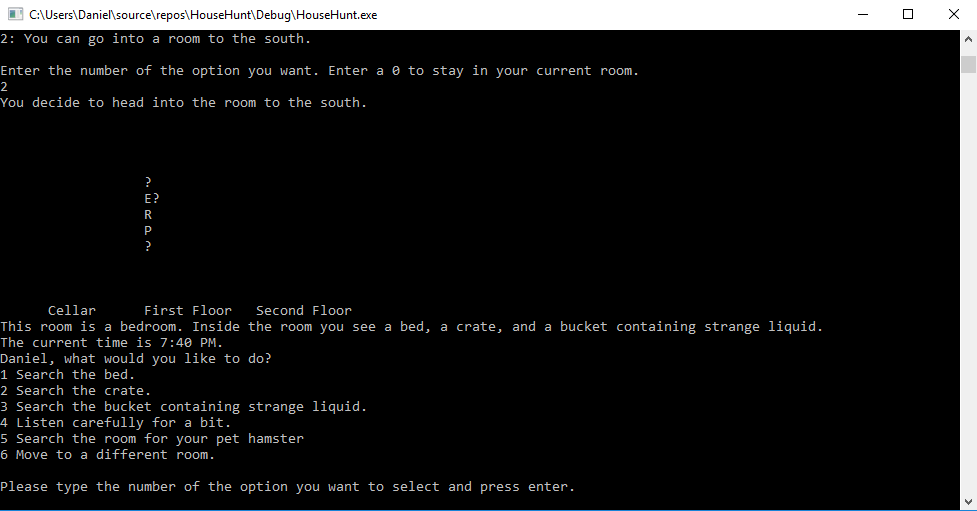 C:\Users\Daniel\source\repos\HouseHunt\Debug\HouseHunt.exe
2: You can go into a room to the south.
Enter the number of the option you want. Enter a 0 to stay in your current room.
2
You decide to head into the room to the south.
?
E?
R
P
?
Cellar First Floor Second Floor
This room is a bedroom. Inside the room you see a bed, a crate, and a bucket containing strange liquid.
The current time is 7:40 PM.
Daniel, what would you like to do?
1 Search the bed.
2 Search the crate.
3 Search the bucket containing strange liquid.
4 Listen carefully for a bit.
5 Search the room for your pet hamster
6 Move to a different room.
Please type the number of the option you want to select and press enter.